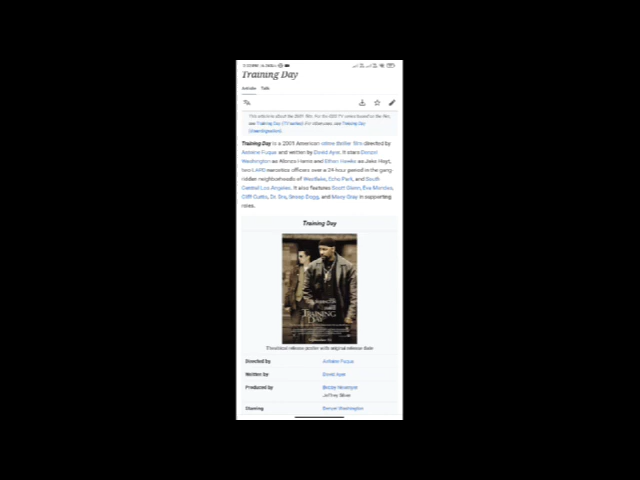 Training Day
Article Talk
This article is about the 2001 film. For the 2017 TV series based on the film,
see Training Day (TV series). For other uses, see Training Day
(disambiguation).
Training Day is a 2001 American crime thriller film directed by
Antoine Fuqua and written by David Ayer. It stars Denzel
Washington as Alonzo Harris and Ethan Hawke as Jake Hoyt,
two LAPD narcotics officers over a 24-hour period in the gang-
ridden neighborhoods of Westlake, Echo Park, and South
Central Los Angeles. It also features Scott Glenn, Eva Mendes,
Cliff Curtis, Dr. Dre, Snoop Dogg, and Macy Gray in supporting
roles.
Training Day
TRAINING
DAY
Theatrical release poster with original release date
Directed by Antoine Fuqua
Written by David Ayer
Produced by Bobby Newmyer
Jeffrey Silver
Starring Denzel Washington